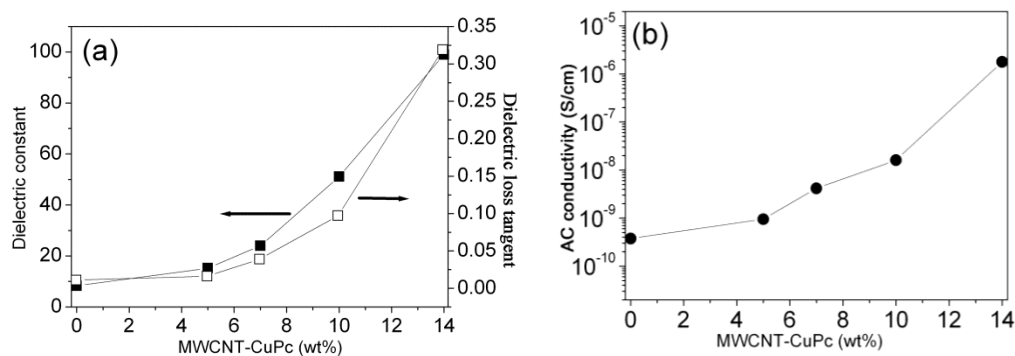 (a)
Dielectric constant
100
80
60
40
20
0
0 2 4 6 8 10 12 14
MWCNT-CuPc (wt%)
0.35
0.30
0.25
0.20
0.15
0.10
0.05
0.00
Dielectric loss tangent
(b)
AC conductivity (S/cm)
10⁻⁵
10⁻⁶
10⁻⁷
10⁻⁸
10⁻⁹
10⁻¹⁰
0 2 4 6 8 10 12 14
MWCNT-CuPc (wt%)